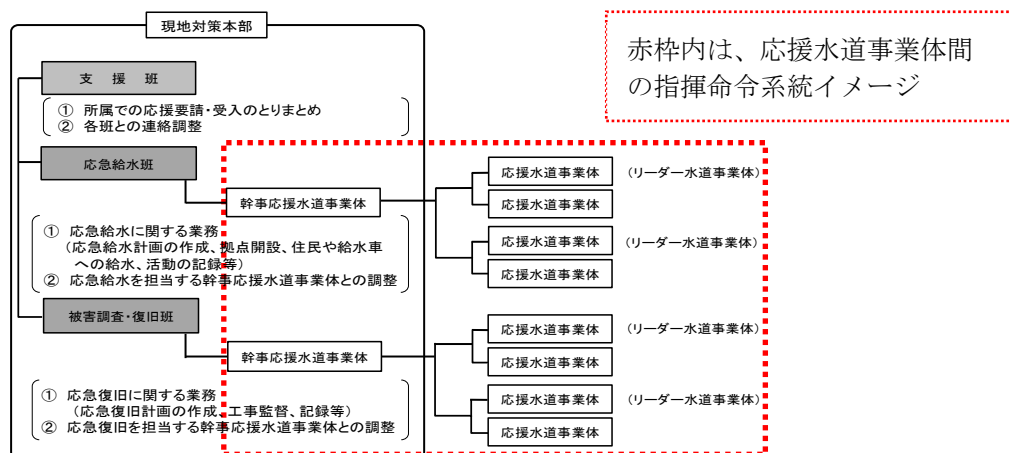 現地対策本部
赤枠内は、応援水道事業体間
の指揮命令系統イメージ
支 援 班
① 所属での応援要請・受入のとりまとめ
② 各班との連絡調整
応急給水班
幹事応援水道事業体
応援水道事業体 (リーダー水道事業体)
応援水道事業体
応援水道事業体 (リーダー水道事業体)
応援水道事業体
① 応急給水に関する業務
(応急給水計画の作成、拠点開設、住民や給水車
への給水、活動の記録等)
② 応急給水を担当する幹事応援水道事業体との調整
被害調査・復旧班
幹事応援水道事業体
応援水道事業体 (リーダー水道事業体)
応援水道事業体
応援水道事業体 (リーダー水道事業体)
応援水道事業体
① 応急復旧に関する業務
(応急復旧計画の作成、工事監督、記録等)
② 応急復旧を担当する幹事応援水道事業体との調整